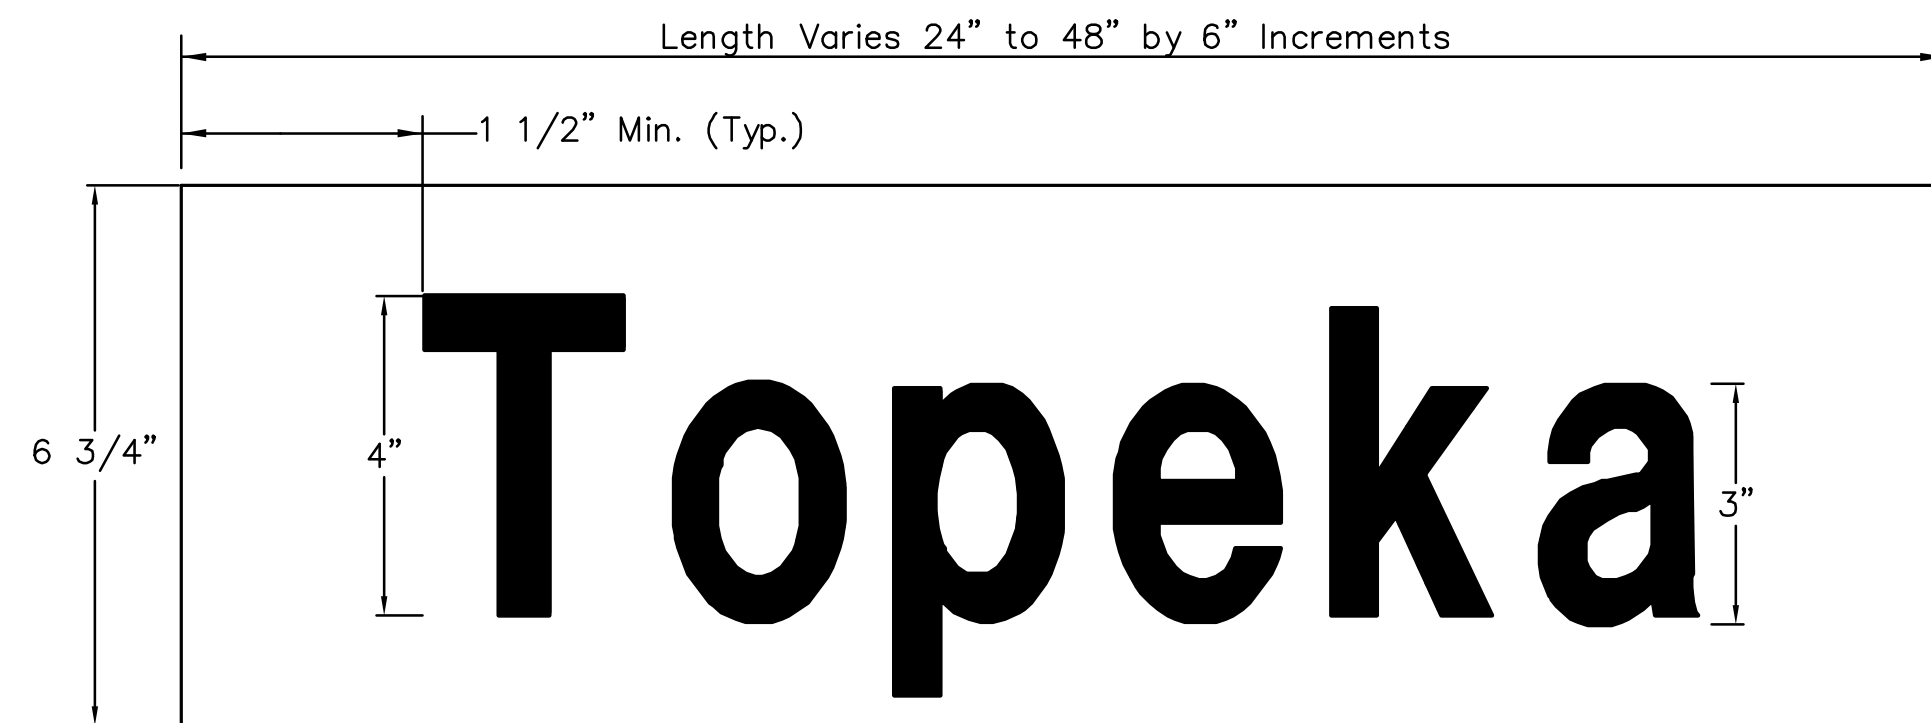 Length Varies 24” to 48” by 6” Increments
1 1/2” Min. (Typ.)
Topeka
6 3/4”
4”
3”